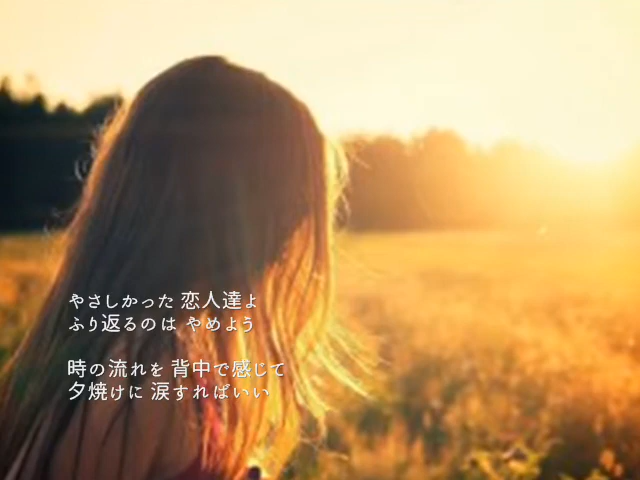 やさしかった 恋人達よ
ふり返るのは やめよう
時の流れを 背中で感じて
夕焼けに 涙すればいい